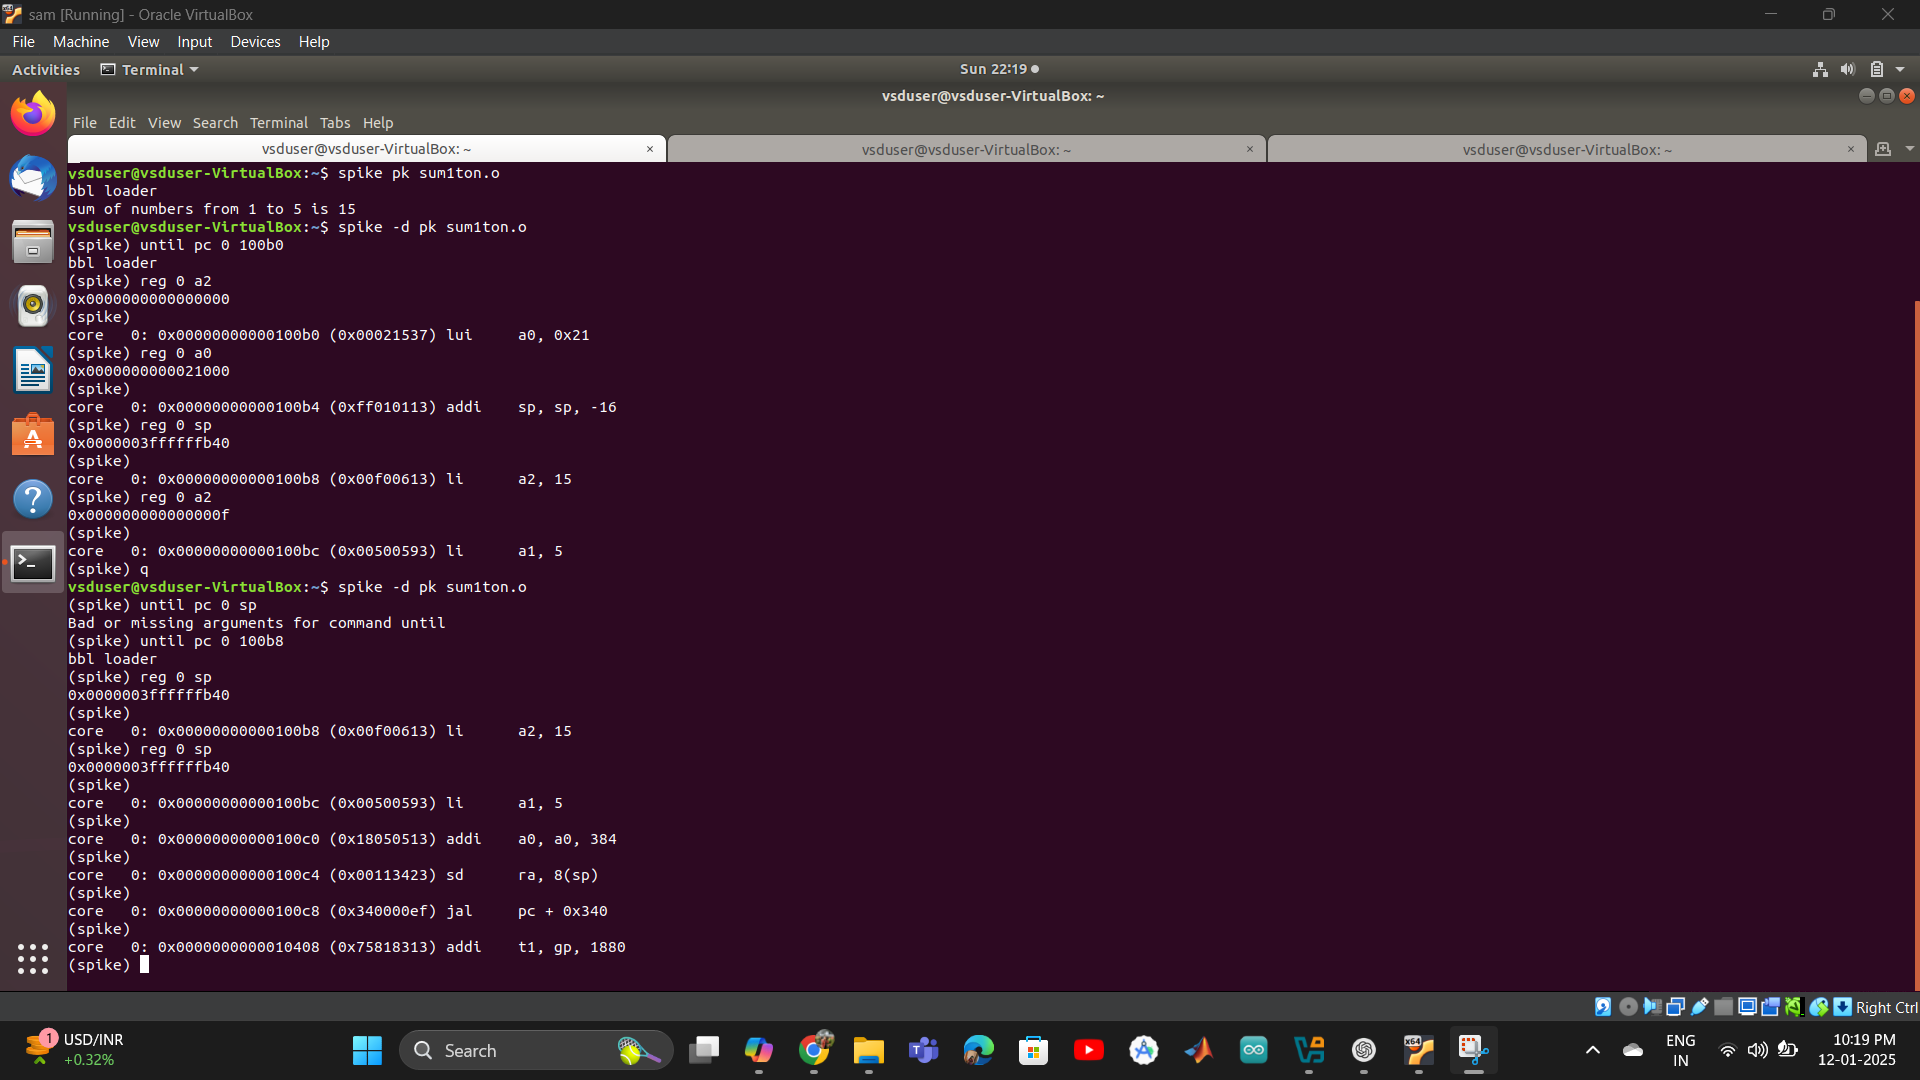 sam [Running] - Oracle VirtualBox
File Machine View Input Devices Help
Activities Terminal Sun 22:19
vsduser@vsduser-VirtualBox: ~
File Edit View Search Terminal Tabs Help
vsduser@vsduser-VirtualBox: ~ × vsduser@vsduser-VirtualBox: ~ × vsduser@vsduser-VirtualBox: ~ ×
vsduser@vsduser-VirtualBox:~$ spike pk sum1ton.o
bbl loader
sum of numbers from 1 to 5 is 15
vsduser@vsduser-VirtualBox:~$ spike -d pk sum1ton.o
(spike) until pc 0 100b0
bbl loader
(spike) reg 0 a2
0x0000000000000000
(spike)
core   0: 0x00000000000100b0 (0x00021537) lui     a0, 0x21
(spike) reg 0 a0
0x0000000000021000
(spike)
core   0: 0x00000000000100b4 (0xff010113) addi    sp, sp, -16
(spike) reg 0 sp
0x0000003ffffffb40
(spike)
core   0: 0x00000000000100b8 (0x00f00613) li      a2, 15
(spike) reg 0 a2
0x000000000000000f
(spike)
core   0: 0x00000000000100bc (0x00500593) li      a1, 5
(spike) q
vsduser@vsduser-VirtualBox:~$ spike -d pk sum1ton.o
(spike) until pc 0 sp
Bad or missing arguments for command until
(spike) until pc 0 100b8
bbl loader
(spike) reg 0 sp
0x0000003ffffffb40
(spike)
core   0: 0x00000000000100b8 (0x00f00613) li      a2, 15
(spike) reg 0 sp
0x0000003ffffffb40
(spike)
core   0: 0x00000000000100bc (0x00500593) li      a1, 5
(spike)
core   0: 0x00000000000100c0 (0x18050513) addi    a0, a0, 384
(spike)
core   0: 0x00000000000100c4 (0x00113423) sd      ra, 8(sp)
(spike)
core   0: 0x00000000000100c8 (0x340000ef) jal     pc + 0x340
(spike)
core   0: 0x0000000000010408 (0x75818313) addi    t1, gp, 1880
(spike)
Right Ctrl
1 USD/INR
+0.32%
Search
ENG
IN
10:19 PM
12-01-2025